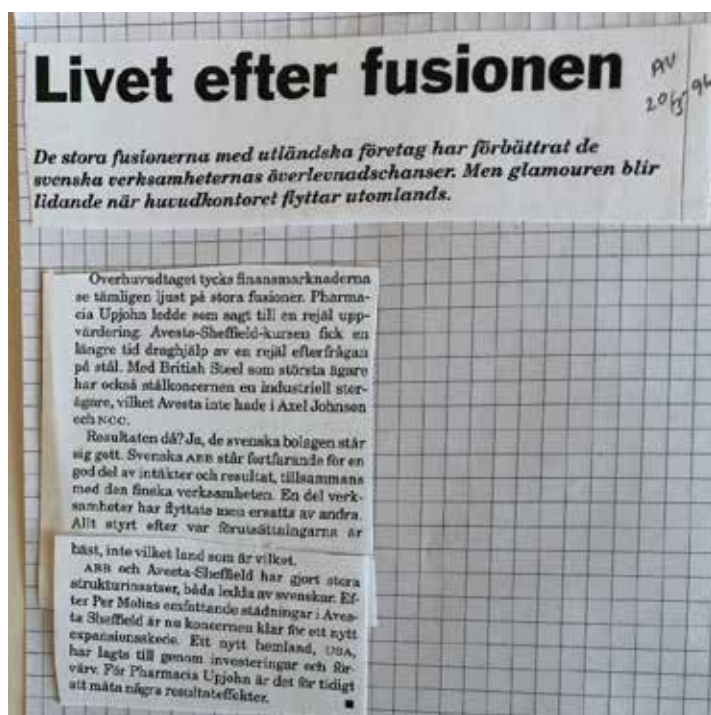 Livet efter fusionen
AV
20/3-96
De stora fusionerna med utländska företag har förbättrat de
svenska verksamheternas överlevnadschanser. Men glamouren blir
lidande när huvudkontoret flyttar utomlands.
Överhuvudtaget tycks finansmarknaderna
se tämligen ljust på stora fusioner. Pharma-
cia Upjohn ledde som sagt till en rejäl upp-
värdering. Avesta-Sheffield-kursen fick en
längre tid draghjälp av en rejäl efterfrågan
på stål. Med British Steel som största ägare
har också stålkoncernen en industriell stor-
ägare, vilket Avesta inte hade i Axel Johnson
och NCC.
Resultaten då? Ja, de svenska bolagen står
sig gott. Svenska ABB står fortfarande för en
god del av intäkter och resultat, tillsammans
med den finska verksamheten. En del verk-
samheter har flyttats men ersatts av andra.
Allt styrt efter var förutsättningarna är
bäst, inte vilket land som är vilket.
ABB och Avesta-Sheffield har gjort stora
strukturinsatser, båda ledda av svenskar. Ef-
ter Per Molins omfattande städningar i Aves-
ta Sheffield är nu koncernen klar för ett nytt
expansionsskede. Ett nytt hemland, USA,
har lagts till genom investeringar och för-
värv. För Pharmacia Upjohn är det för tidigt
att mäta några resultateffekter.